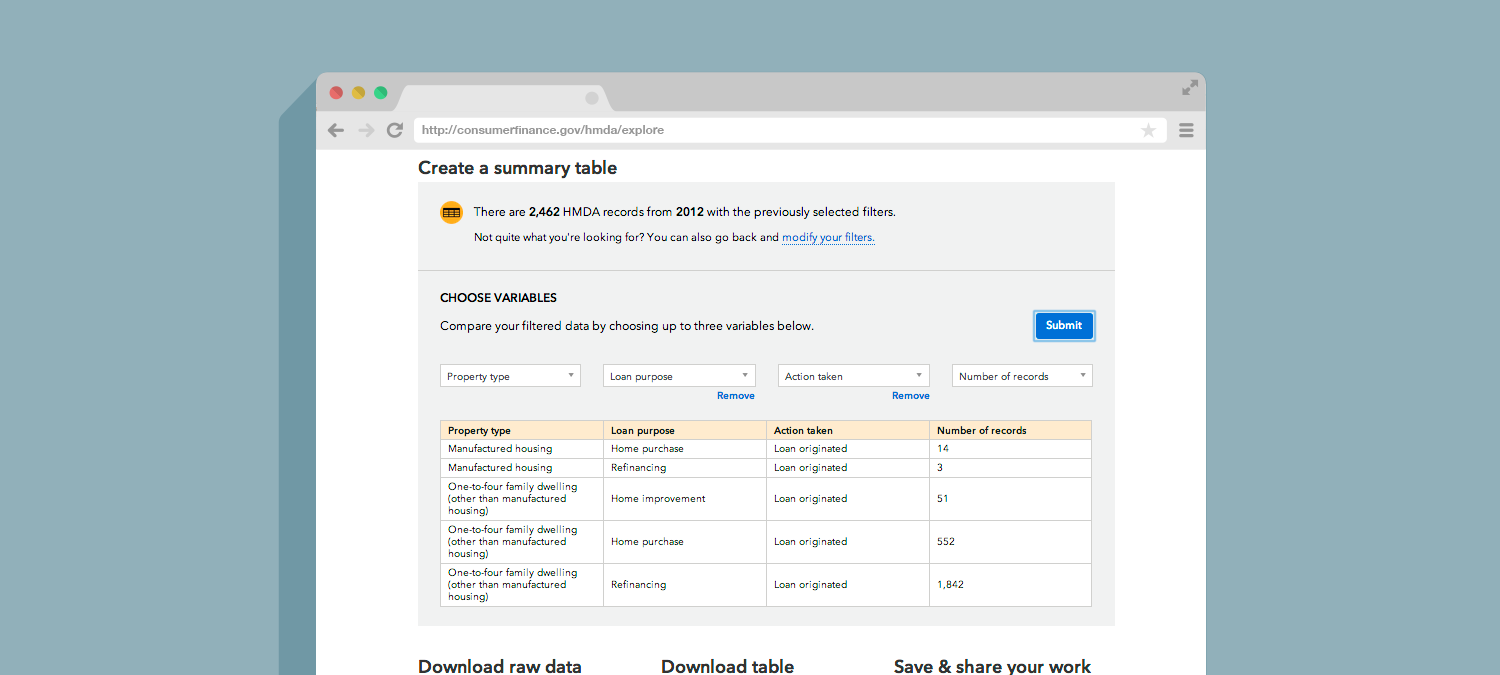 http://consumerfinance.gov/hmda/explore
Create a summary table
There are 2,462 HMDA records from 2012 with the previously selected filters.
Not quite what you're looking for? You can also go back and modify your filters.
CHOOSE VARIABLES
Compare your filtered data by choosing up to three variables below.
Submit
Property type Loan purpose Action taken Number of records
Remove Remove
Property type Loan purpose Action taken Number of records
Manufactured housing Home purchase Loan originated 14
Manufactured housing Refinancing Loan originated 3
One-to-four family dwelling
(other than manufactured
housing)
Home improvement Loan originated 51
One-to-four family dwelling
(other than manufactured
housing)
Home purchase Loan originated 552
One-to-four family dwelling
(other than manufactured
housing)
Refinancing Loan originated 1,842
Download raw data Download table Save & share your work